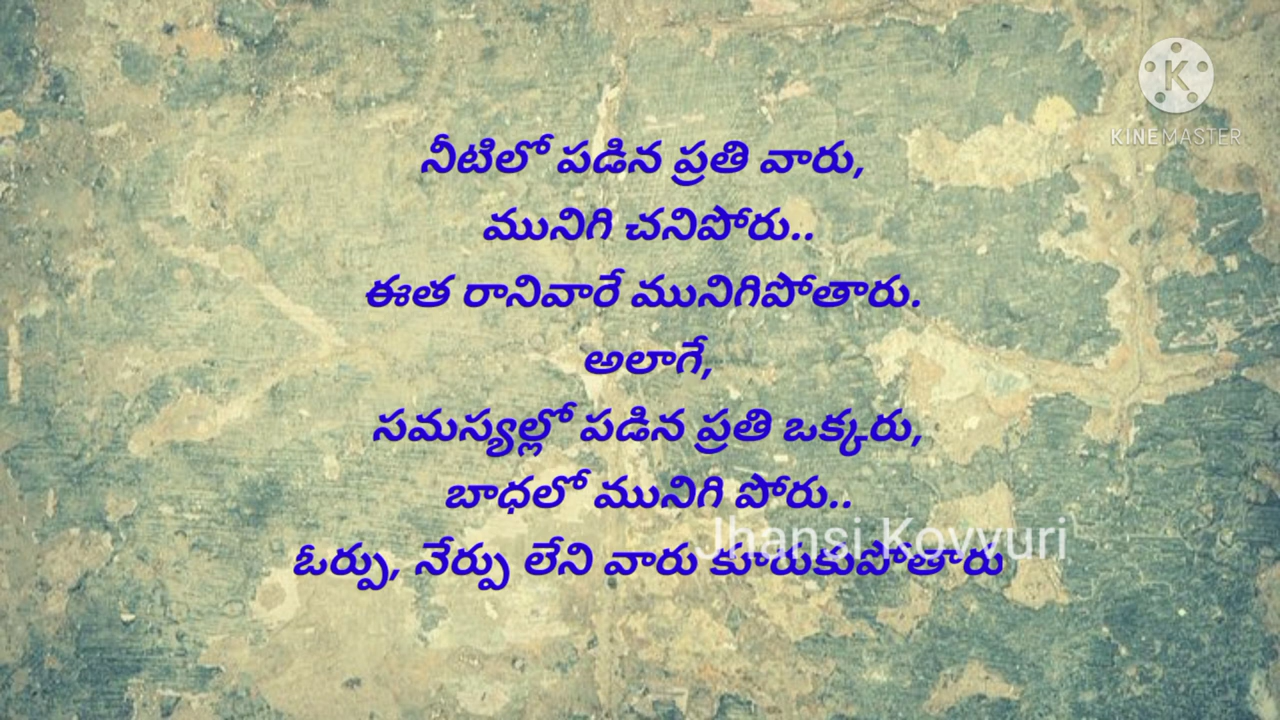 KINEMASTER
నీటిలో పడిన ప్రతి వారు,
మునిగి చనిపోరు..
ఈత రానివారే మునిగిపోతారు.
అలాగే,
సమస్యల్లో పడిన ప్రతి ఒక్కరు,
బాధలో మునిగి పోరు..
Jhansi Kovvuri
ఓర్పు, నేర్పు లేని వారు కూరుకుపోతారు